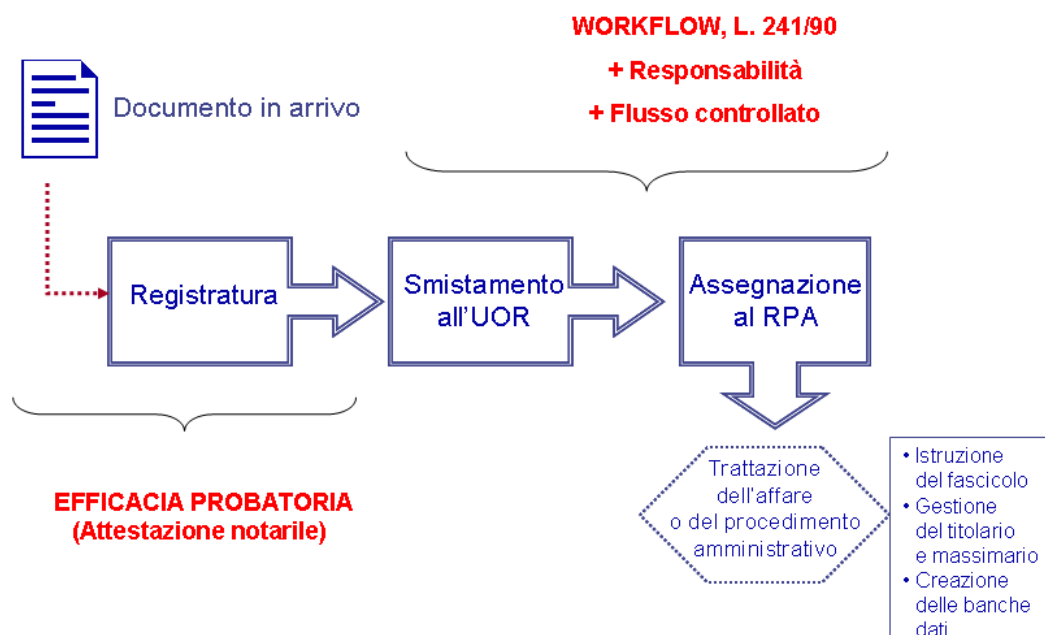 WORKFLOW, L. 241/90
+ Responsabilità
+ Flusso controllato
Documento in arrivo
Registratura
Smistamento
all'UOR
Assegnazione
al RPA
EFFICACIA PROBATORIA
(Attestazione notarile)
Trattazione
dell'affare
o del procedimento
amministrativo
• Istruzione
del fascicolo
• Gestione
del titolario
e massimario
• Creazione
delle banche
dati